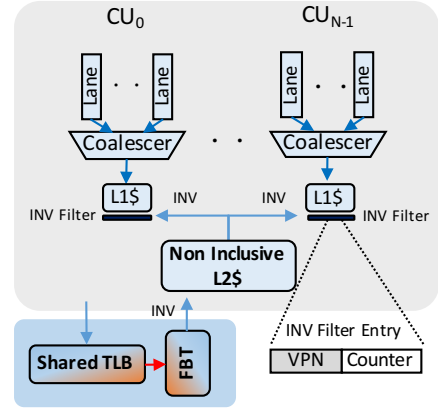 CU0 CUN-1
Lane . . Lane Lane . . Lane
Coalescer . . Coalescer
L1$ L1$
INV Filter INV INV INV Filter
Non Inclusive
L2$
INV
Shared TLB FBT
INV Filter Entry
VPN Counter